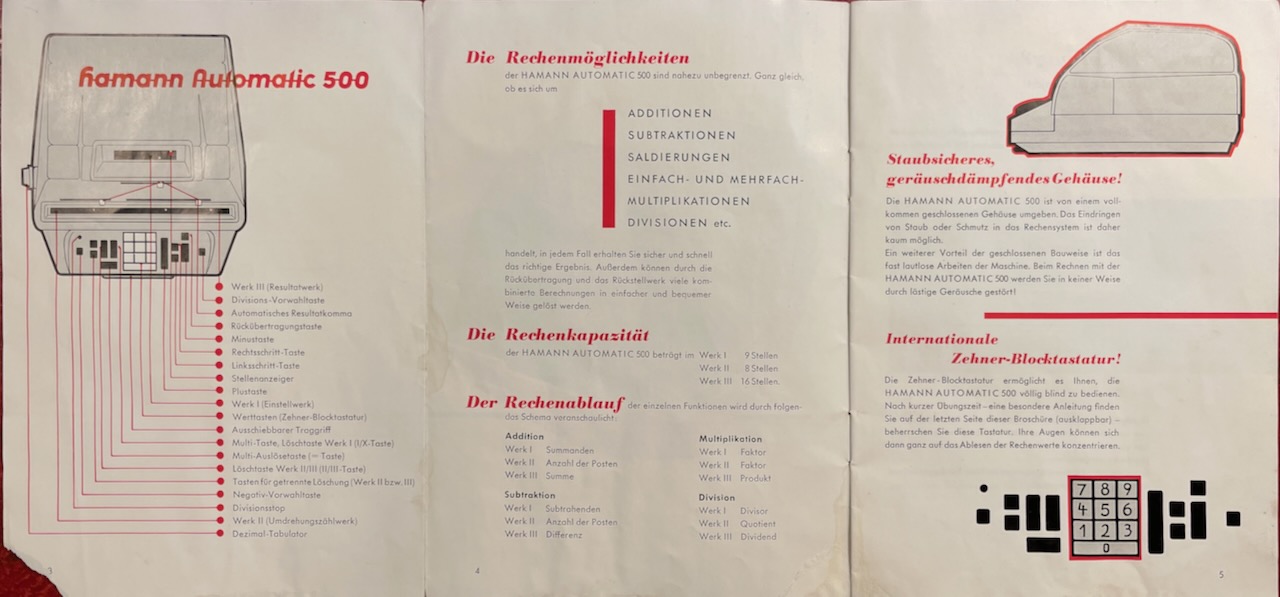 hamann Automatic 500
Werk III (Resultatwerk)
Divisions-Vorwahltaste
Automatisches Resultatkomma
Rückübertragungstaste
Minustaste
Rechtsschritt-Taste
Linksschritt-Taste
Stellenanzeiger
Plustaste
Werk I (Einstellwerk)
Werttasten (Zehner-Blocktastatur)
Ausschiebbarer Traggriff
Multi-Taste, Löschtaste Werk I (I/X-Taste)
Multi-Auslösetaste (= Taste)
Löschtaste Werk II/III (II/III-Taste)
Tasten für getrennte Löschung (Werk II bzw. III)
Negativ-Vorwahltaste
Divisionsstop
Werk II (Umdrehungszählwerk)
Dezimal-Tabulator
3
Die Rechenmöglichkeiten
der HAMANN AUTOMATIC 500 sind nahezu unbegrenzt. Ganz gleich,
ob es sich um
ADDITIONEN
SUBTRAKTIONEN
SALDIERUNGEN
EINFACH- UND MEHRFACH-
MULTIPLIKATIONEN
DIVISIONEN etc.
handelt, in jedem Fall erhalten Sie sicher und schnell
das richtige Ergebnis. Außerdem können durch die
Rückübertragung und das Rückstellwerk viele kom-
binierte Berechnungen in einfacher und bequemer
Weise gelöst werden.
Die Rechenkapazität
der HAMANN AUTOMATIC 500 beträgt im Werk I 9 Stellen
Werk II 8 Stellen
Werk III 16 Stellen.
Der Rechenablauf der einzelnen Funktionen wird durch folgen-
das Schema veranschaulicht:
Addition
Werk I Summanden
Werk II Anzahl der Posten
Werk III Summe
Subtraktion
Werk I Subtrahenden
Werk II Anzahl der Posten
Werk III Differenz
Multiplikation
Werk I Faktor
Werk II Faktor
Werk III Produkt
Division
Werk I Divisor
Werk II Quotient
Werk III Dividend
4
Staubsicheres,
geräuschdämpfendes Gehäuse!
Die HAMANN AUTOMATIC 500 ist von einem voll-
kommen geschlossenen Gehäuse umgeben. Das Eindringen
von Staub oder Schmutz in das Rechensystem ist daher
kaum möglich.
Ein weiterer Vorteil der geschlossenen Bauweise ist das
fast lautlose Arbeiten der Maschine. Beim Rechnen mit der
HAMANN AUTOMATIC 500 werden Sie in keiner Weise
durch lästige Geräusche gestört!
Internationale
Zehner-Blocktastatur!
Die Zehner-Blocktastatur ermöglicht es Ihnen, die
HAMANN AUTOMATIC 500 völlig blind zu bedienen.
Nach kurzer Übungszeit – eine besondere Anleitung finden
Sie auf der letzten Seite dieser Broschüre (ausklappbar) –
beherrschen Sie diese Tastatur. Ihre Augen können sich
dann ganz auf das Ablesen der Rechenwerte konzentrieren.
7 8 9
4 5 6
1 2 3
0
5